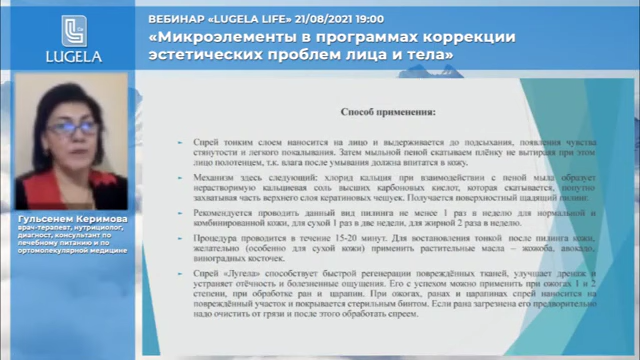 LUGELA
ВЕБИНАР «LUGELA LIFE» 21/08/2021 19:00
«Микроэлементы в программах коррекции
эстетических проблем лица и тела»
Гульсенем Керимова
врач-терапевт, нутрициолог,
диагност, консультант по
лечебному питанию и по
ортомолекулярной медицине
Способ применения:
Спрей тонким слоем наносится на лицо и выдерживается до подсыхания, появления чувства
стянутости и легкого покалывания. Затем мыльной пеной скатываем плёнку не вытирая при этом
лицо полотенцем, т.к. влага после умывания должна впитатся в кожу.
Механизм здесь следующий: хлорид кальция при взаимодействии с пеной мыла образует
нерастворимую кальциевая соль высших карбоновых кислот, которая скатывается, попутно
захватывая часть верхнего слоя кератиновых чешуек. Получается поверхностный щадящий пилинг.
Рекомендуется проводить данный вид пилинга не менее 1 раз в неделю для нормальной и
комбинированной кожи, для сухой 1 раз в две недели, для жирной 2 раза в неделю.
Процедура проводится в течение 15-20 минут. Для востановления тонкой после пилинга кожи,
желательно (особенно для сухой кожи) применить растительные масла – жожоба, авокадо,
виноградных косточек.
Спрей «Лугела» способствует быстрой регенерации повреждённых тканей, улучшает дренаж и
устраняет отёчность и болезненные ощущения. Его с успехом можно применить при ожогах 1 и 2
степени, при обработке ран и царапин. При ожогах, ранах и царапинах спрей наносится на
повреждённый участок и покрывается стерильным бинтом. Если рана загрязнена его предворительно
надо очистить от грязи и после этого обработать спреем.